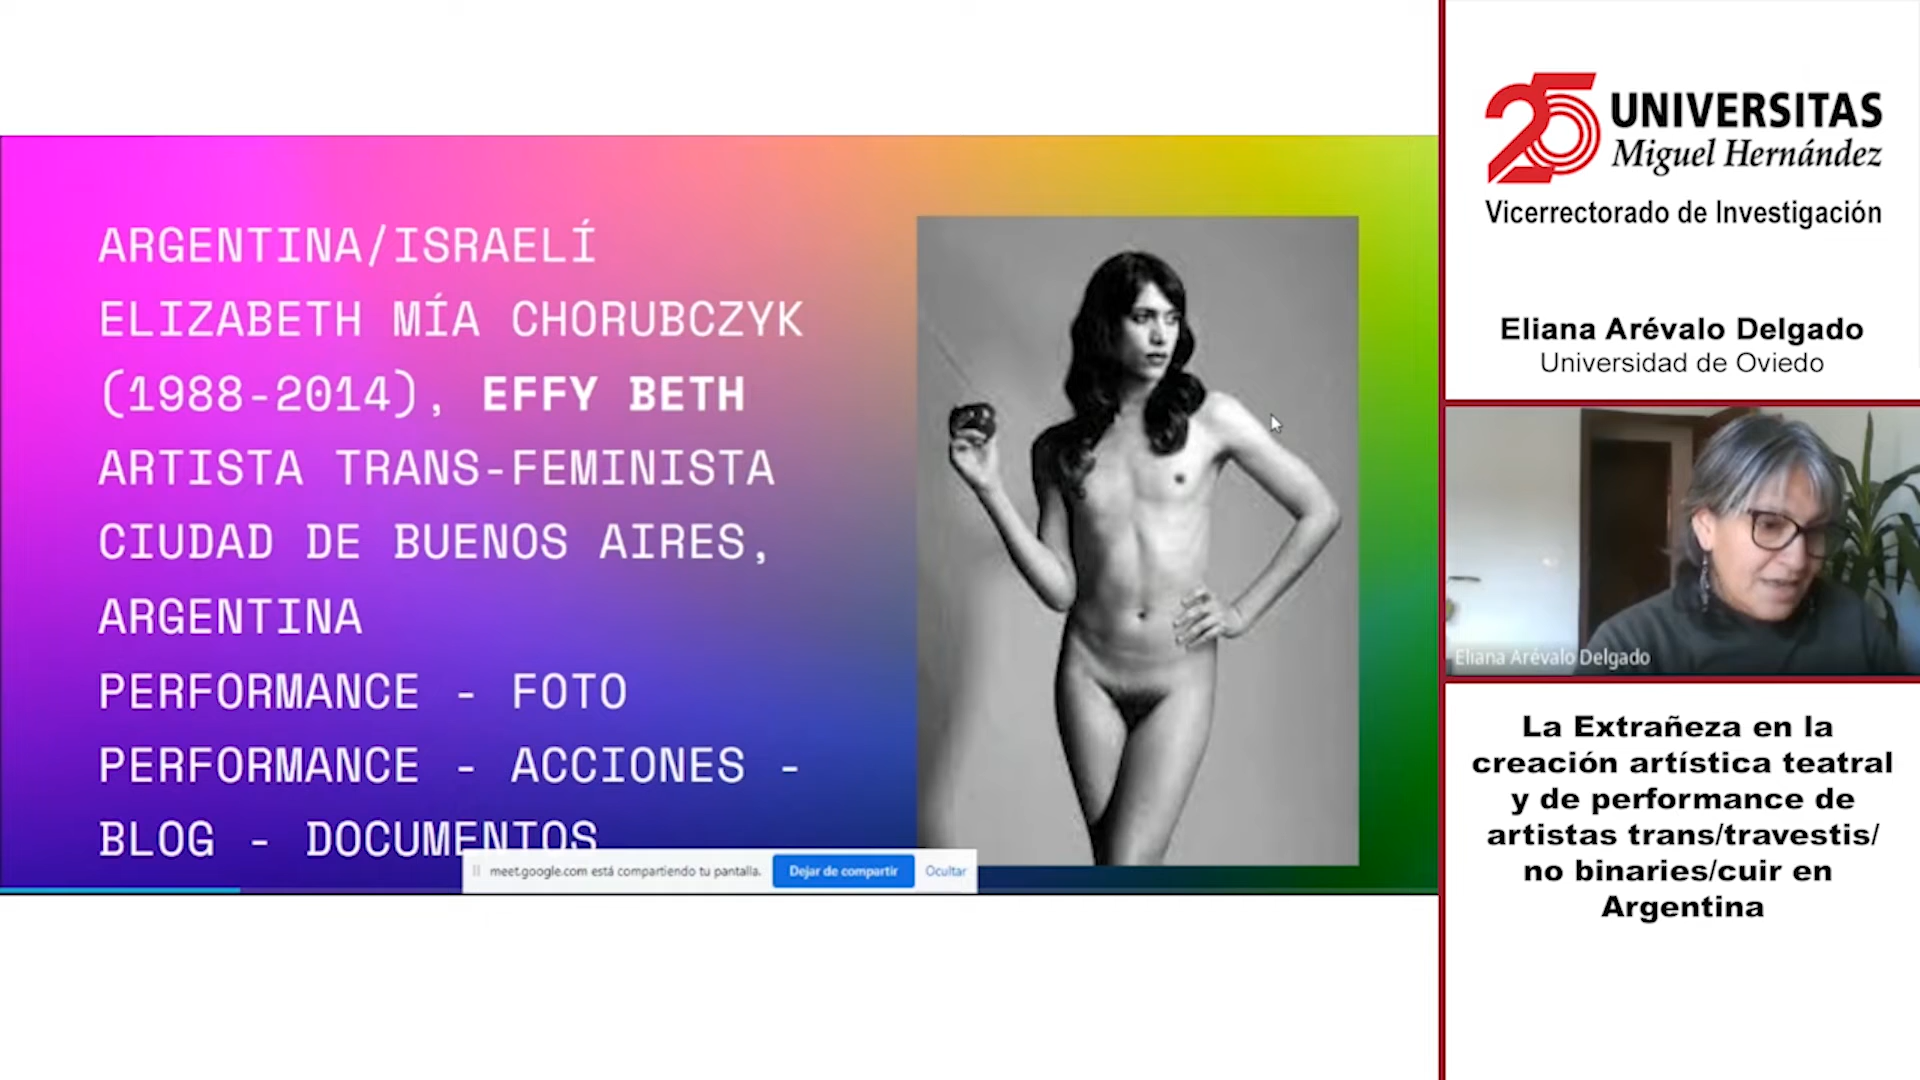 ARGENTINA/ISRAELÍ
ELIZABETH MÍA CHORUBCZYK
(1988-2014), EFFY BETH
ARTISTA TRANS-FEMINISTA
CIUDAD DE BUENOS AIRES,
ARGENTINA
PERFORMANCE - FOTO
PERFORMANCE - ACCIONES -
BLOG - DOCUMENTOS
meet.google.com está compartiendo tu pantalla.
Dejar de compartir
Ocultar
25 UNIVERSITAS
Miguel Hernández
Vicerrectorado de Investigación
Eliana Arévalo Delgado
Universidad de Oviedo
Eliana Arévalo Delgado
La Extrañeza en la
creación artística teatral
y de performance de
artistas trans/travestis/
no binaries/cuir en
Argentina